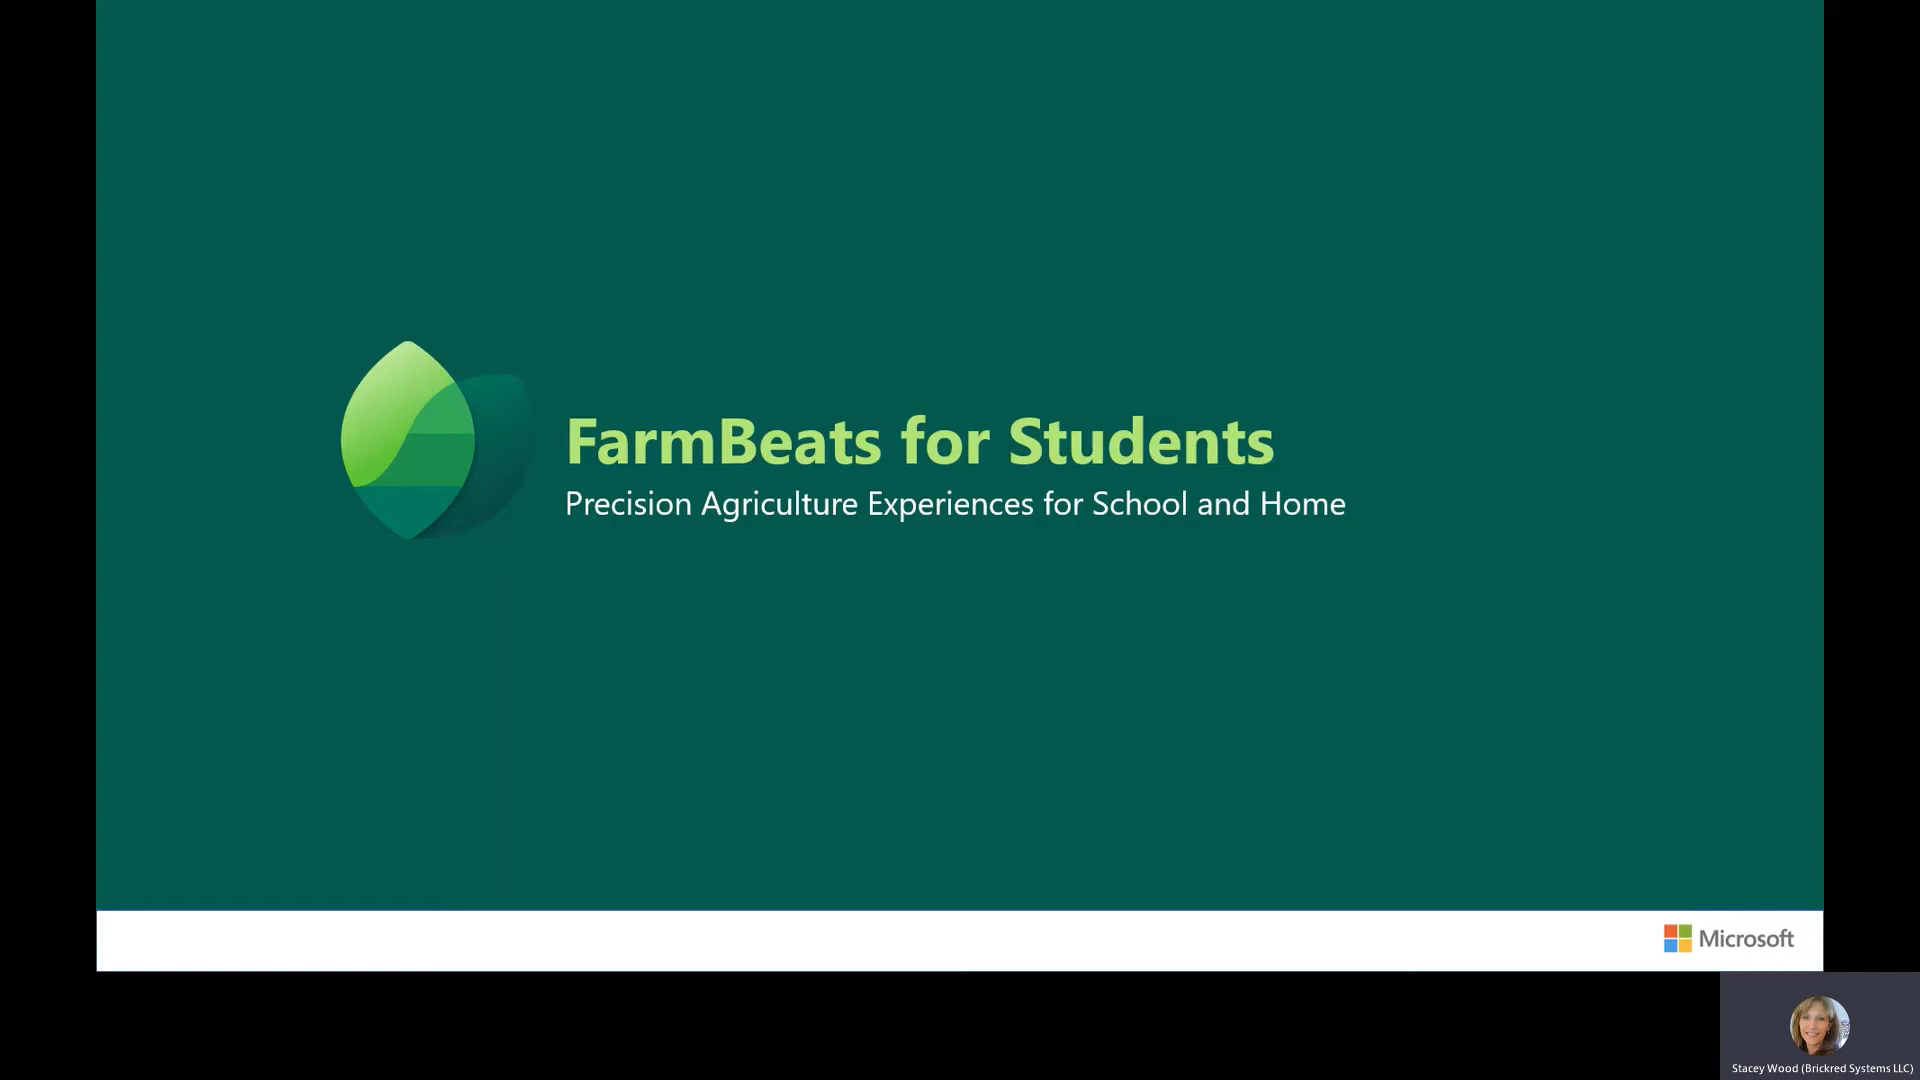 FarmBeats for Students
Precision Agriculture Experiences for School and Home
Microsoft
Stacey Wood (Brickred Systems LLC)